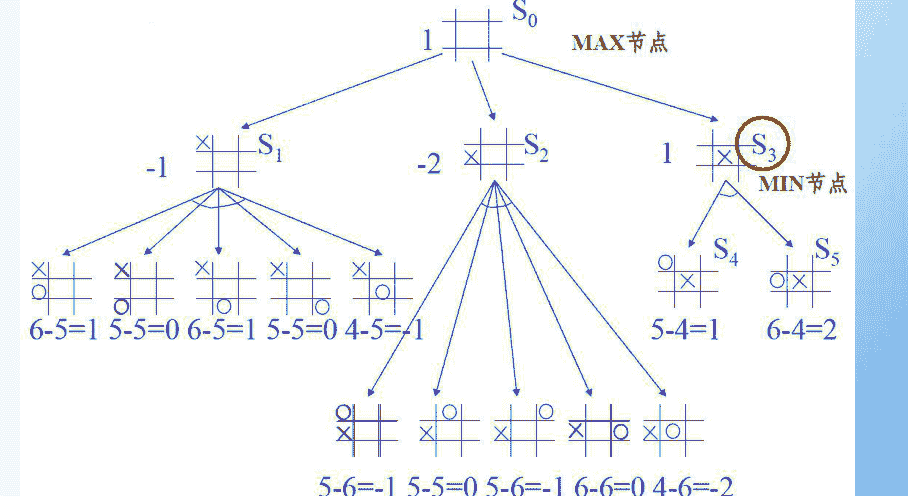 S0
1
MAX节点
X
S1
-1
X
S2
-2
X
S3
1
MIN节点
X
O
X
O
X
O
X
O
X
O
6-5=1 5-5=0 6-5=1 5-5=0 4-5=-1
O
X
S4
O X
S5
5-4=1
6-4=2
O
X
O
X
O
X
X O
X O
5-6=-1 5-5=0 5-6=-1 6-6=0 4-6=-2